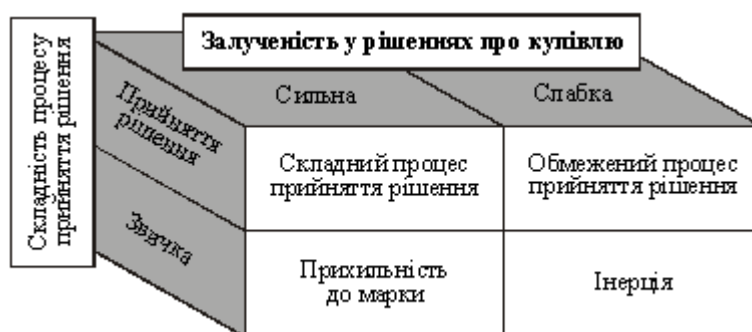 Залученість у рішеннях про купівлю
Складність процесу
прийняття рішення
Сильна
Слабка
Прийняття
рішення
Складний процес
прийняття рішення
Обмежений процес
прийняття рішення
Звичка
Прихильність
до марки
Інерція